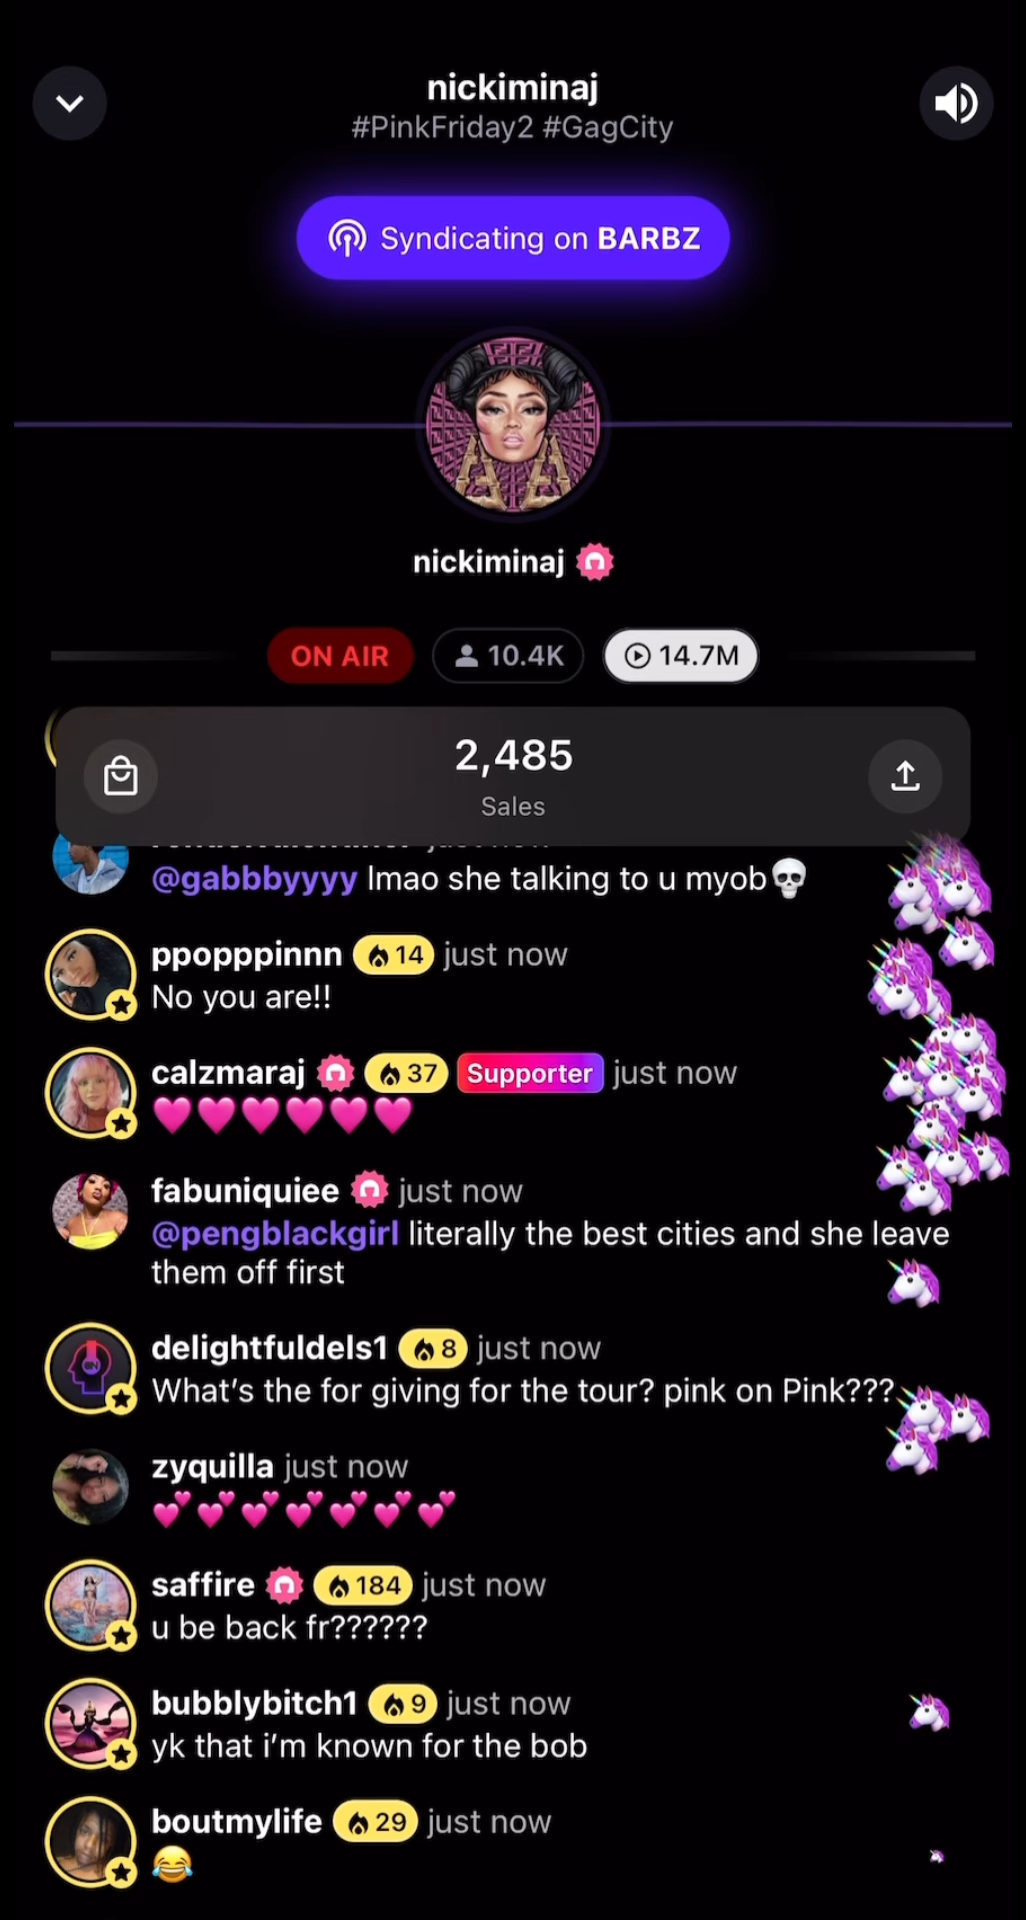 nickiminaj
#PinkFriday2 #GagCity
Syndicating on BARBZ
nickiminaj
ON AIR 10.4K 14.7M
2,485
Sales
@gabbbyyyy lmao she talking to u myob💀
ppopppinnn 14 just now
No you are!!
calzmaraj 37 Supporter just now
🩷🩷🩷🩷🩷🩷
fabuniquiee just now
@pengblackgirl literally the best cities and she leave
them off first
delightfuldels1 8 just now
What's the for giving for the tour? pink on Pink???
zyquilla just now
💕💕💕💕💕💕💕
saffire 184 just now
u be back fr??????
bubblybitch1 9 just now
yk that i'm known for the bob
boutmylife 29 just now
😂